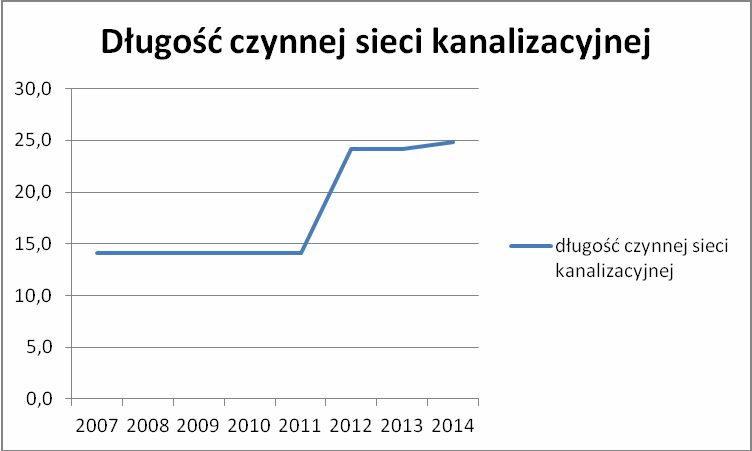 Długość czynnej sieci kanalizacyjnej
30,0
25,0
20,0
15,0
10,0
5,0
0,0
2007 2008 2009 2010 2011 2012 2013 2014
długość czynnej sieci
kanalizacyjnej